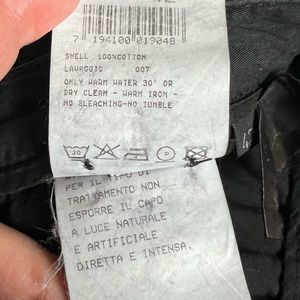 7 194100 019048
SHELL 100%COTTON
LAVAGGIO 007
ONLY WARM WATER 30° OR
DRY CLEAN - WARM IRON -
NO BLEACHING-NO TUMBLE
30
PER IL TIPO DI
TRATTAMENTO NON
ESPORRE IL CAPO
A LUCE NATURALE
E ARTIFICIALE
DIRETTA E INTENSA.